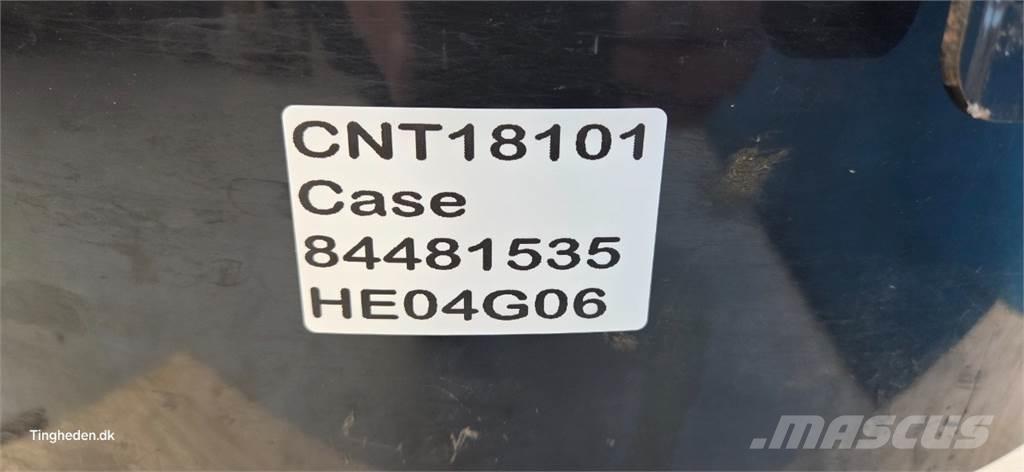 CNT18101
Case
84481535
HE04G06
Tingheden.dk
.MASCUS